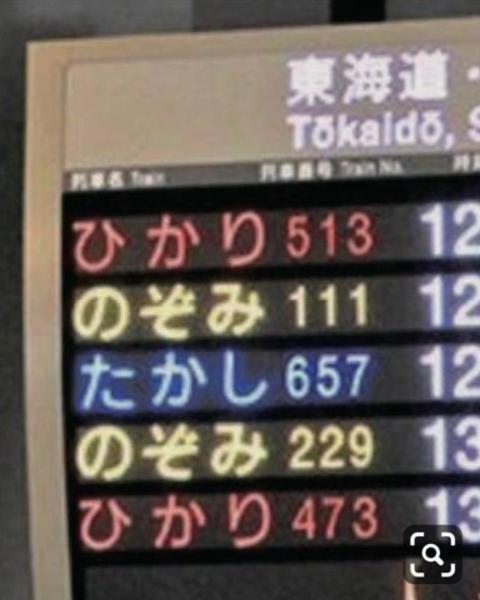 東海道・
Tōkaidō, S
列車名 Train 列車番号 Train No. 時
ひかり 513 12
のぞみ 111 12
たかし 657 12
のぞみ 229 13
ひかり 473 13